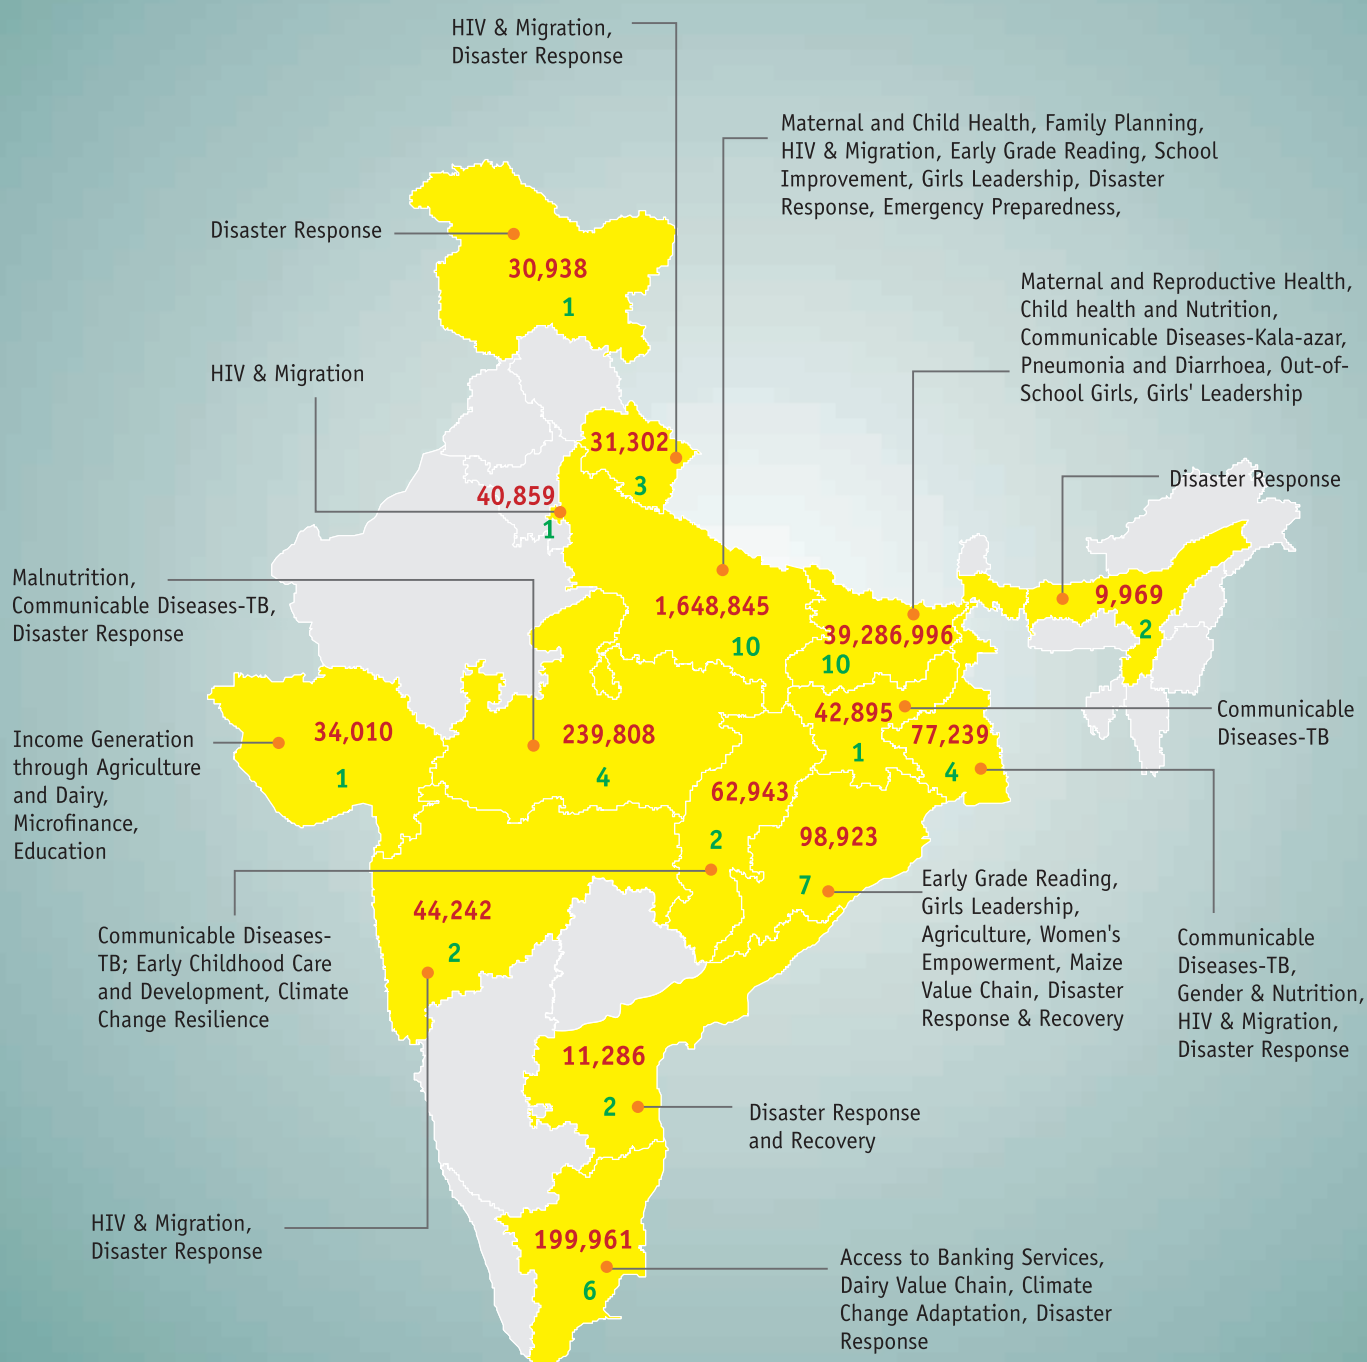 HIV & Migration,
Disaster Response
Maternal and Child Health, Family Planning,
HIV & Migration, Early Grade Reading, School
Improvement, Girls Leadership, Disaster
Response, Emergency Preparedness,
Disaster Response
30,938
1
Maternal and Reproductive Health,
Child health and Nutrition,
Communicable Diseases-Kala-azar,
Pneumonia and Diarrhoea, Out-of-
School Girls, Girls' Leadership
HIV & Migration
31,302
3
40,859
1
Disaster Response
9,969
2
Malnutrition,
Communicable Diseases-TB,
Disaster Response
1,648,845
10
39,286,996
10
Income Generation
through Agriculture
and Dairy,
Microfinance,
Education
34,010
1
239,808
4
42,895
1
77,239
4
Communicable
Diseases-TB
62,943
2
98,923
7
Early Grade Reading,
Girls Leadership,
Agriculture, Women's
Empowerment, Maize
Value Chain, Disaster
Response & Recovery
Communicable
Diseases-TB,
Gender & Nutrition,
HIV & Migration,
Disaster Response
44,242
2
Communicable Diseases-
TB; Early Childhood Care
and Development, Climate
Change Resilience
11,286
2
Disaster Response
and Recovery
HIV & Migration,
Disaster Response
199,961
6
Access to Banking Services,
Dairy Value Chain, Climate
Change Adaptation, Disaster
Response